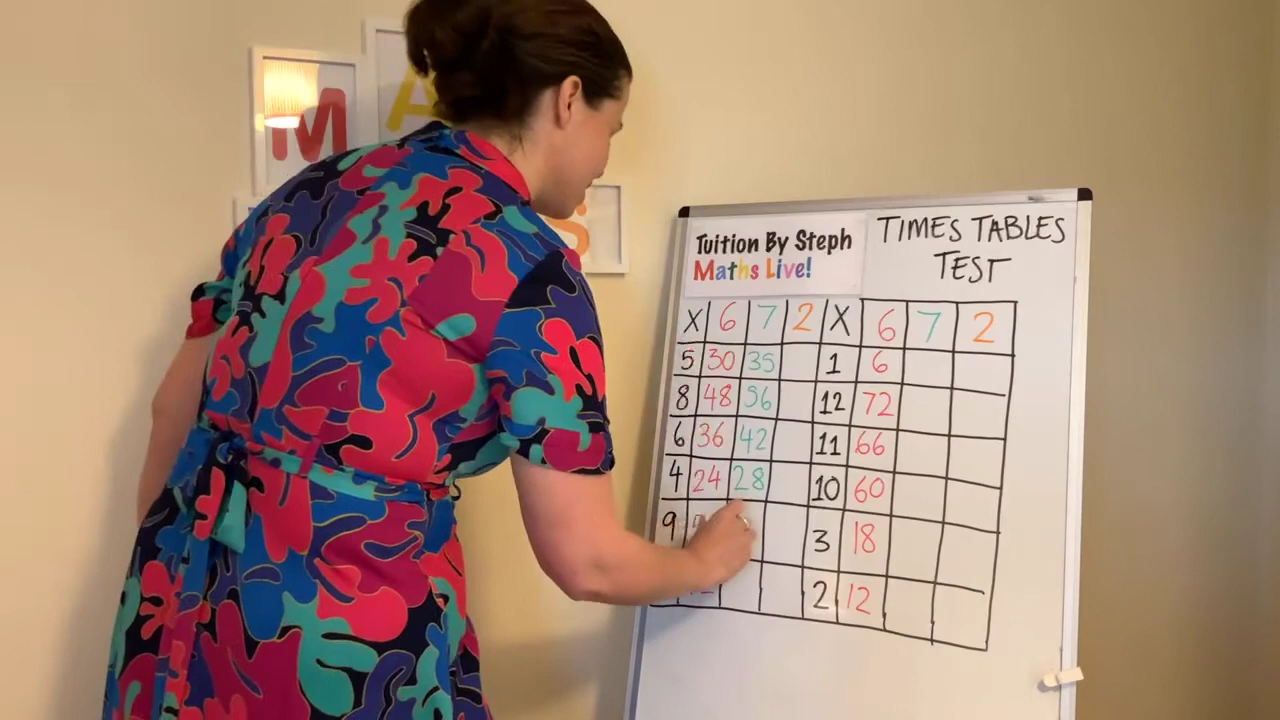 M A
S
Tuition By Steph
Maths Live!
TIMES TABLES
TEST
X 6 7 2 X 6 7 2
5 30 35 1 6
8 48 56 12 72
6 36 42 11 66
4 24 28 10 60
9 3 18
2 12